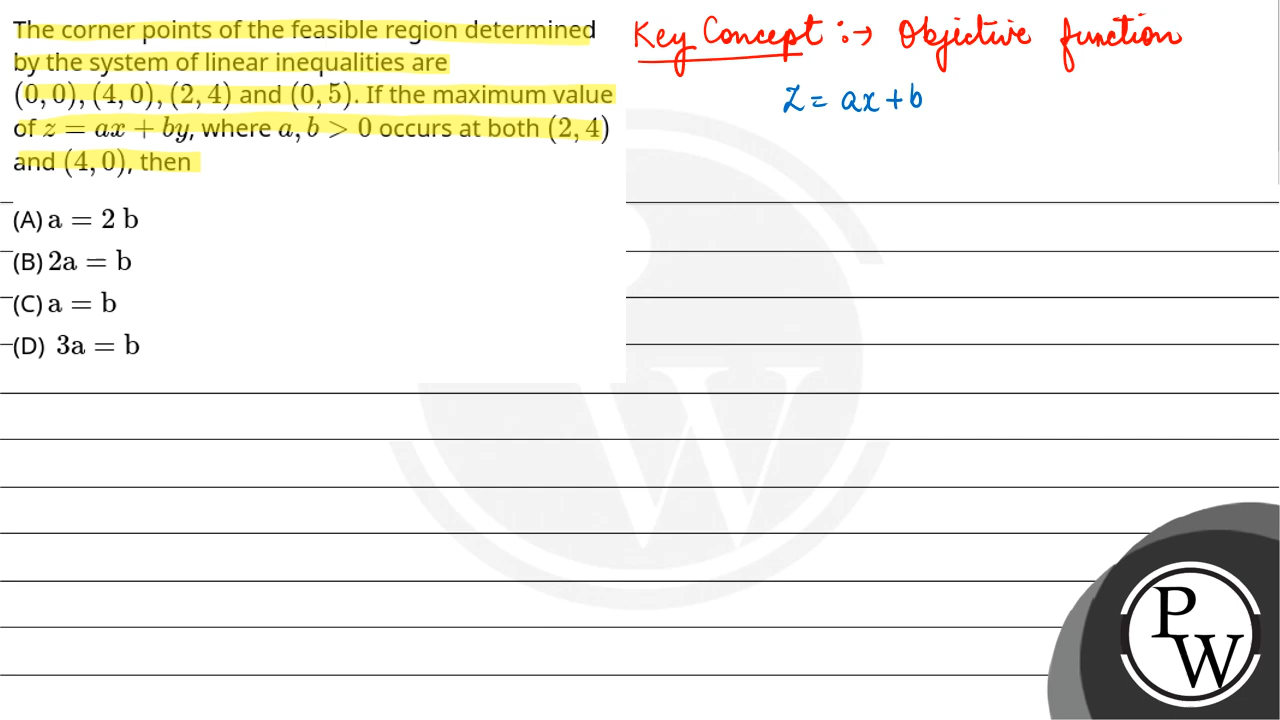 The corner points of the feasible region determined
by the system of linear inequalities are
(0, 0), (4, 0), (2, 4) and (0, 5). If the maximum value
of z = ax + by, where a, b > 0 occurs at both (2, 4)
and (4, 0), then
(A) a = 2 b
(B) 2a = b
(C) a = b
(D) 3a = b
Key Concept :→ Objective function
Z = ax + b
PW